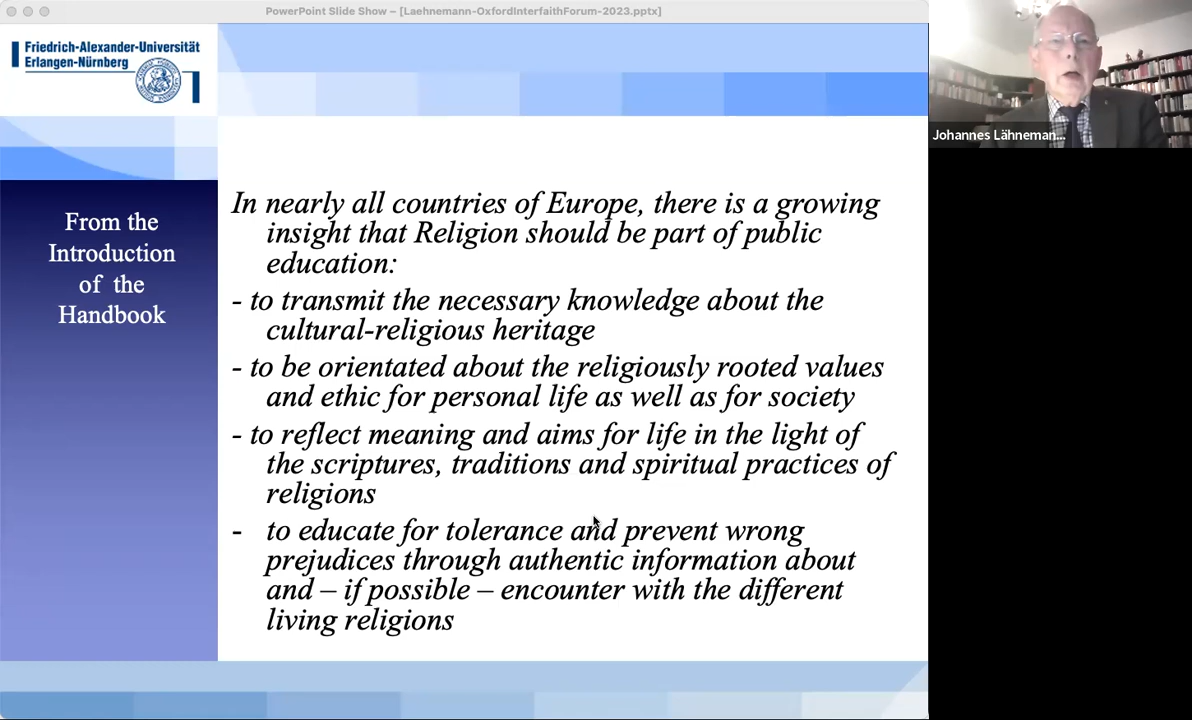 PowerPoint Slide Show – [Laehnemann-OxfordInterfaithForum-2023.pptx]
Friedrich-Alexander-Universität
Erlangen-Nürnberg
Johannes Lähneman...
From the
Introduction
of the
Handbook
In nearly all countries of Europe, there is a growing
insight that Religion should be part of public
education:
- to transmit the necessary knowledge about the
cultural-religious heritage
- to be orientated about the religiously rooted values
and ethic for personal life as well as for society
- to reflect meaning and aims for life in the light of
the scriptures, traditions and spiritual practices of
religions
- to educate for tolerance and prevent wrong
prejudices through authentic information about
and – if possible – encounter with the different
living religions